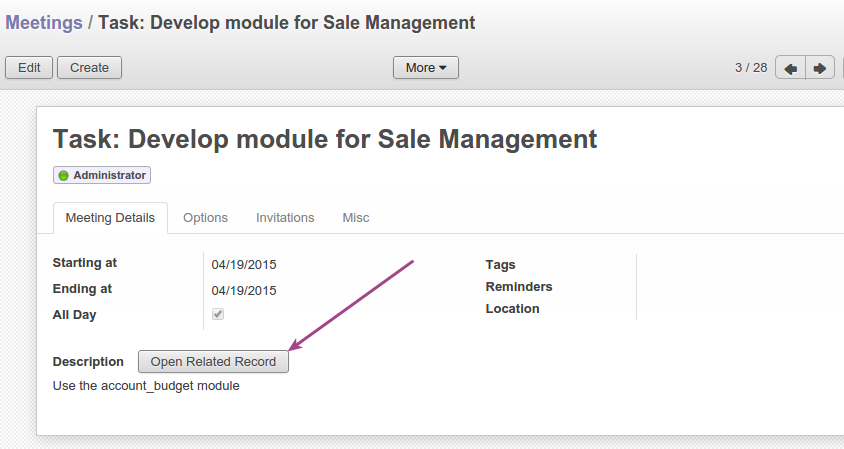 Meetings / Task: Develop module for Sale Management
Edit Create More 3 / 28
Task: Develop module for Sale Management
Administrator
Meeting Details Options Invitations Misc
Starting at 04/19/2015
Ending at 04/19/2015
All Day
Tags
Reminders
Location
Description Open Related Record
Use the account_budget module